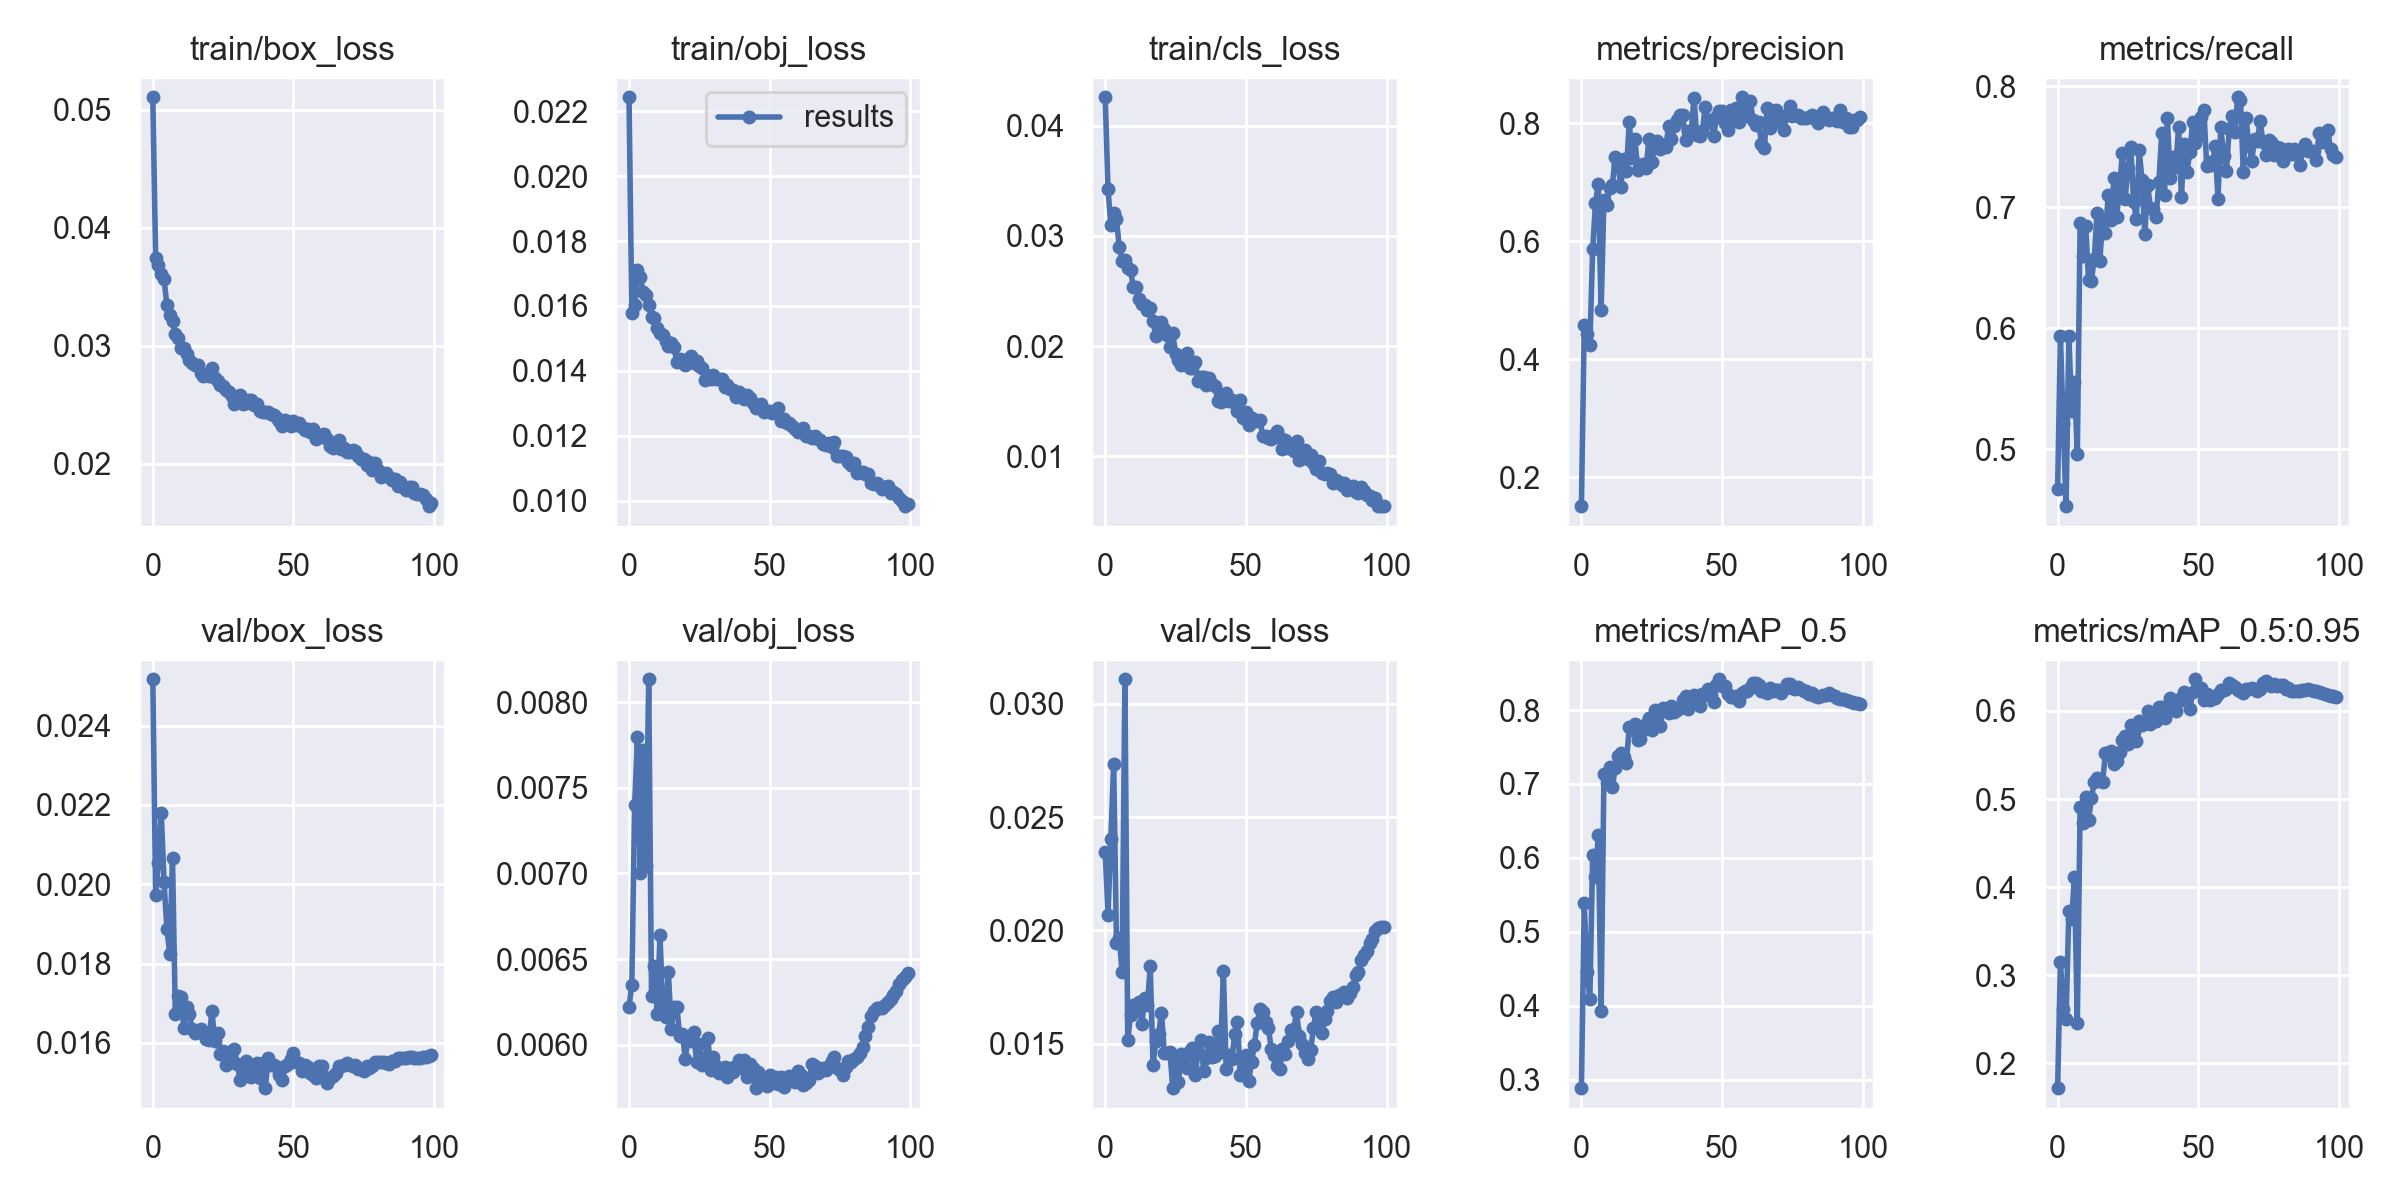 train/box_loss
0.05
0.04
0.03
0.02
0 50 100
train/obj_loss
results
0.022
0.020
0.018
0.016
0.014
0.012
0.010
0 50 100
train/cls_loss
0.04
0.03
0.02
0.01
0 50 100
metrics/precision
0.8
0.6
0.4
0.2
0 50 100
metrics/recall
0.8
0.7
0.6
0.5
0 50 100
val/box_loss
0.024
0.022
0.020
0.018
0.016
0 50 100
val/obj_loss
0.0080
0.0075
0.0070
0.0065
0.0060
0 50 100
val/cls_loss
0.030
0.025
0.020
0.015
0 50 100
metrics/mAP_0.5
0.8
0.7
0.6
0.5
0.4
0.3
0 50 100
metrics/mAP_0.5:0.95
0.6
0.5
0.4
0.3
0.2
0 50 100